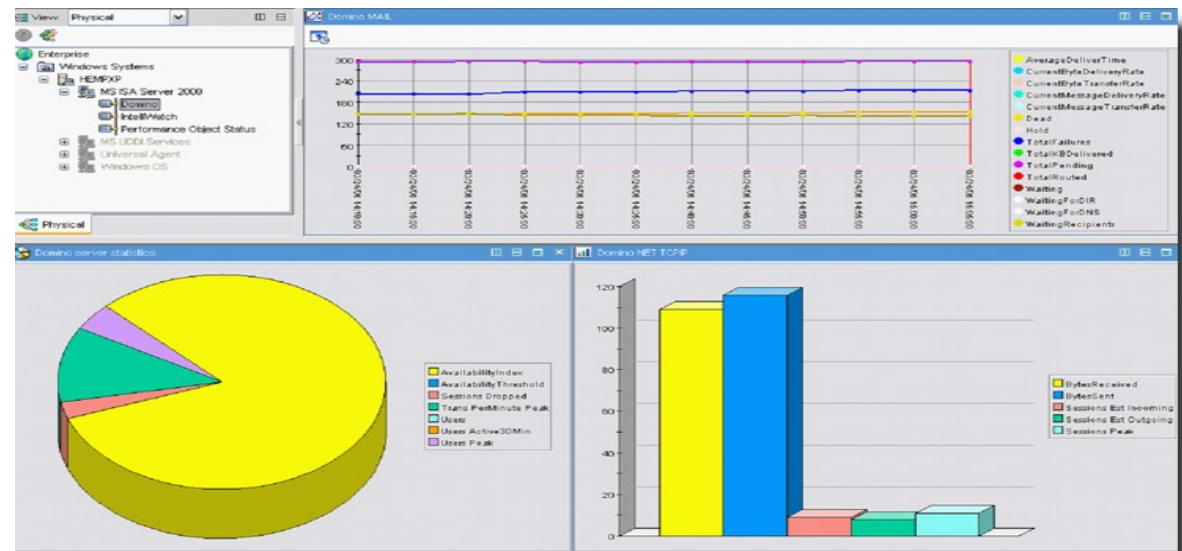 View: Physical
Enterprise
Windows Systems
HEMPXP
MS ISA Server 2000
Domino
IntelliWatch
Performance Object Status
MS UDDI Services
Universal Agent
Windows OS
Physical
Domino MAIL
300
240
180
120
60
0
AverageDeliverTime
CurrentByteDeliveryRate
CurrentByteTransferRate
CurrentMessageDeliveryRate
CurrentMessageTransferRate
Dead
Hold
TotalFailures
TotalKBDelivered
TotalPending
TotalRouted
Waiting
WaitingForDIR
WaitingForDNS
WaitingRecipients
Domino server statistics
AvailabilityIndex
AvailabilityThreshold
Sessions Dropped
Trans PerMinute Peak
Users
Users Active30Min
Users Peak
Domino NET TCPIP
120
100
80
60
40
20
0
BytesReceived
BytesSent
Sessions Est Incoming
Sessions Est Outgoing
Sessions Peak